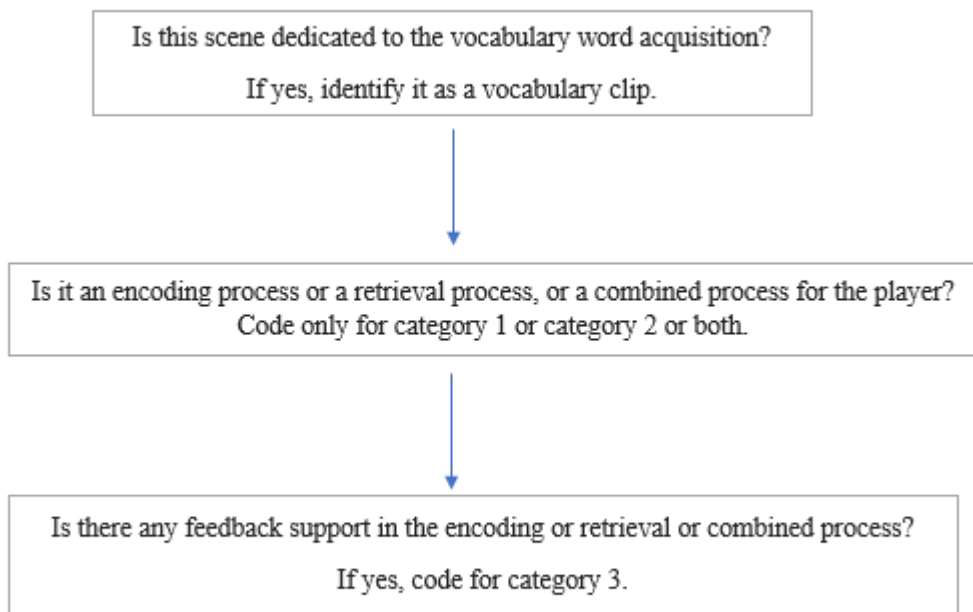 Is this scene dedicated to the vocabulary word acquisition?
If yes, identify it as a vocabulary clip.
Is it an encoding process or a retrieval process, or a combined process for the player?
Code only for category 1 or category 2 or both.
Is there any feedback support in the encoding or retrieval or combined process?
If yes, code for category 3.